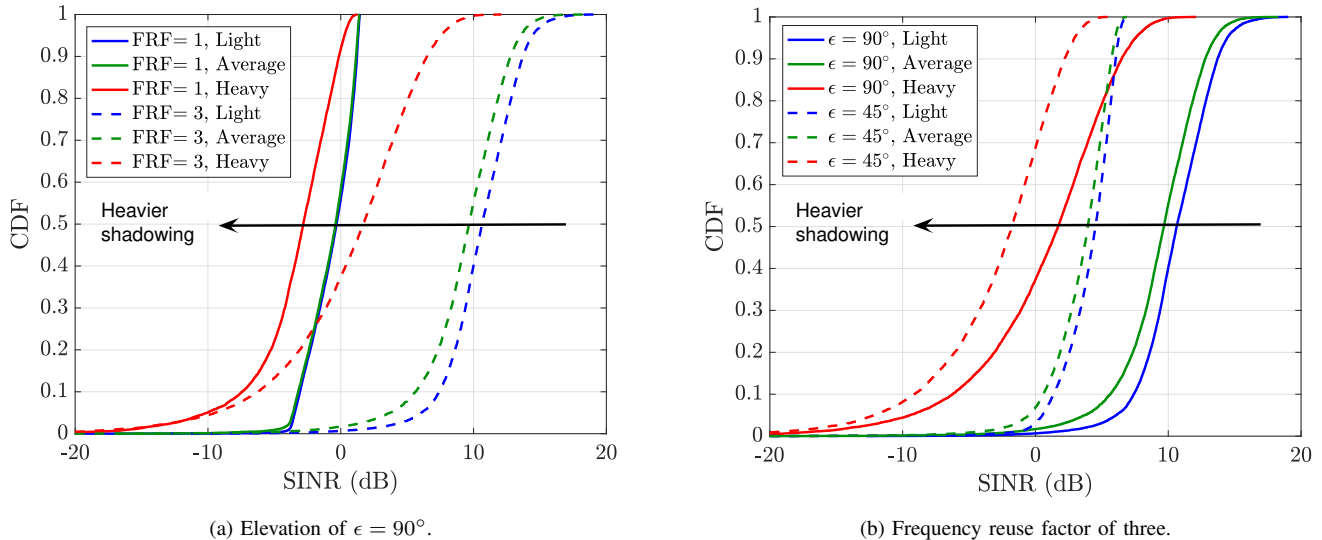 FRF= 1, Light
FRF= 1, Average
FRF= 1, Heavy
FRF= 3, Light
FRF= 3, Average
FRF= 3, Heavy
Heavier
shadowing
CDF
1
0.9
0.8
0.7
0.6
0.5
0.4
0.3
0.2
0.1
0
-20
-10
0
10
20
SINR (dB)
(a) Elevation of ϵ = 90°.
ϵ = 90°, Light
ϵ = 90°, Average
ϵ = 90°, Heavy
ϵ = 45°, Light
ϵ = 45°, Average
ϵ = 45°, Heavy
Heavier
shadowing
CDF
1
0.9
0.8
0.7
0.6
0.5
0.4
0.3
0.2
0.1
0
-20
-10
0
10
20
SINR (dB)
(b) Frequency reuse factor of three.